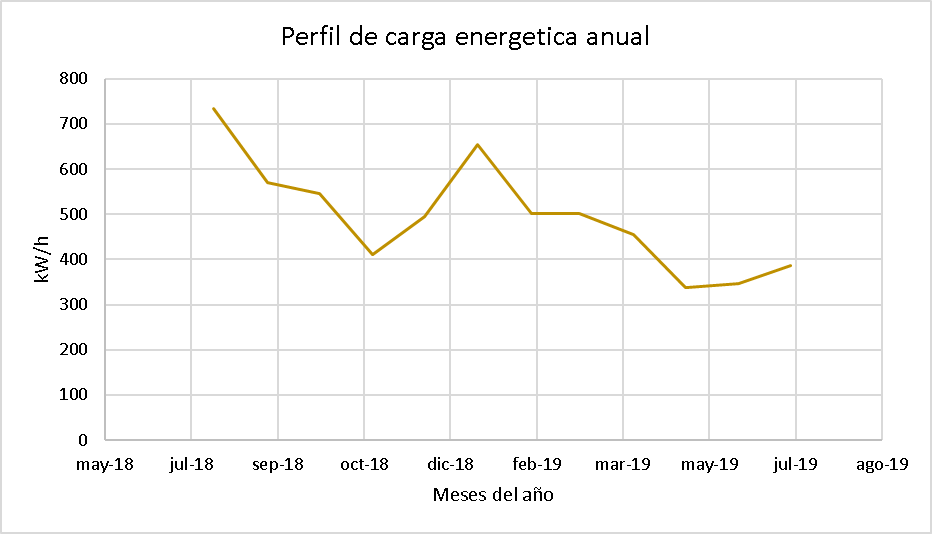 Perfil de carga energetica anual
800
700
600
500
400
300
200
100
0
kW/h
may-18 jul-18 sep-18 oct-18 dic-18 feb-19 mar-19 may-19 jul-19 ago-19
Meses del año